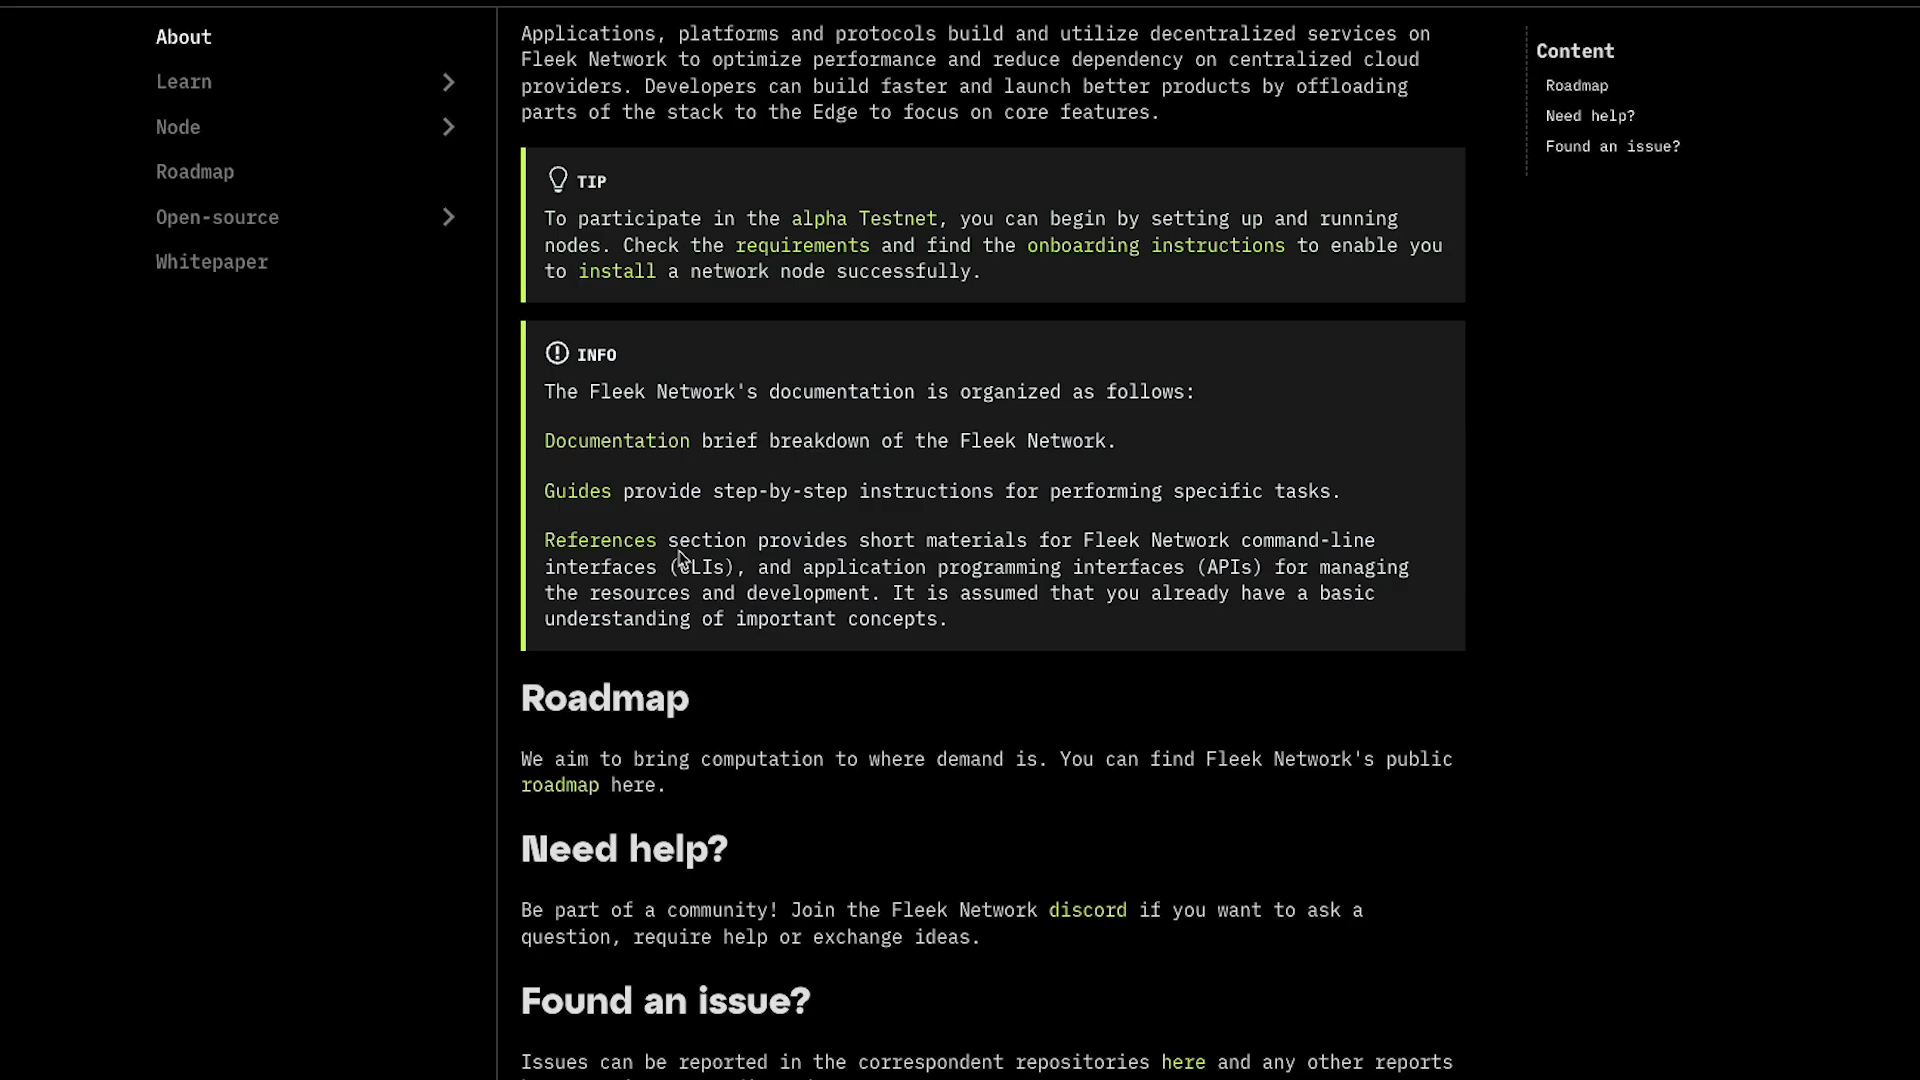 About
Learn
Node
Roadmap
Open-source
Whitepaper
Applications, platforms and protocols build and utilize decentralized services on
Fleek Network to optimize performance and reduce dependency on centralized cloud
providers. Developers can build faster and launch better products by offloading
parts of the stack to the Edge to focus on core features.
TIP
To participate in the alpha Testnet, you can begin by setting up and running
nodes. Check the requirements and find the onboarding instructions to enable you
to install a network node successfully.
INFO
The Fleek Network's documentation is organized as follows:
Documentation brief breakdown of the Fleek Network.
Guides provide step-by-step instructions for performing specific tasks.
References section provides short materials for Fleek Network command-line
interfaces (CLIs), and application programming interfaces (APIs) for managing
the resources and development. It is assumed that you already have a basic
understanding of important concepts.
Roadmap
We aim to bring computation to where demand is. You can find Fleek Network's public
roadmap here.
Need help?
Be part of a community! Join the Fleek Network discord if you want to ask a
question, require help or exchange ideas.
Found an issue?
Issues can be reported in the correspondent repositories here and any other reports
Content
Roadmap
Need help?
Found an issue?